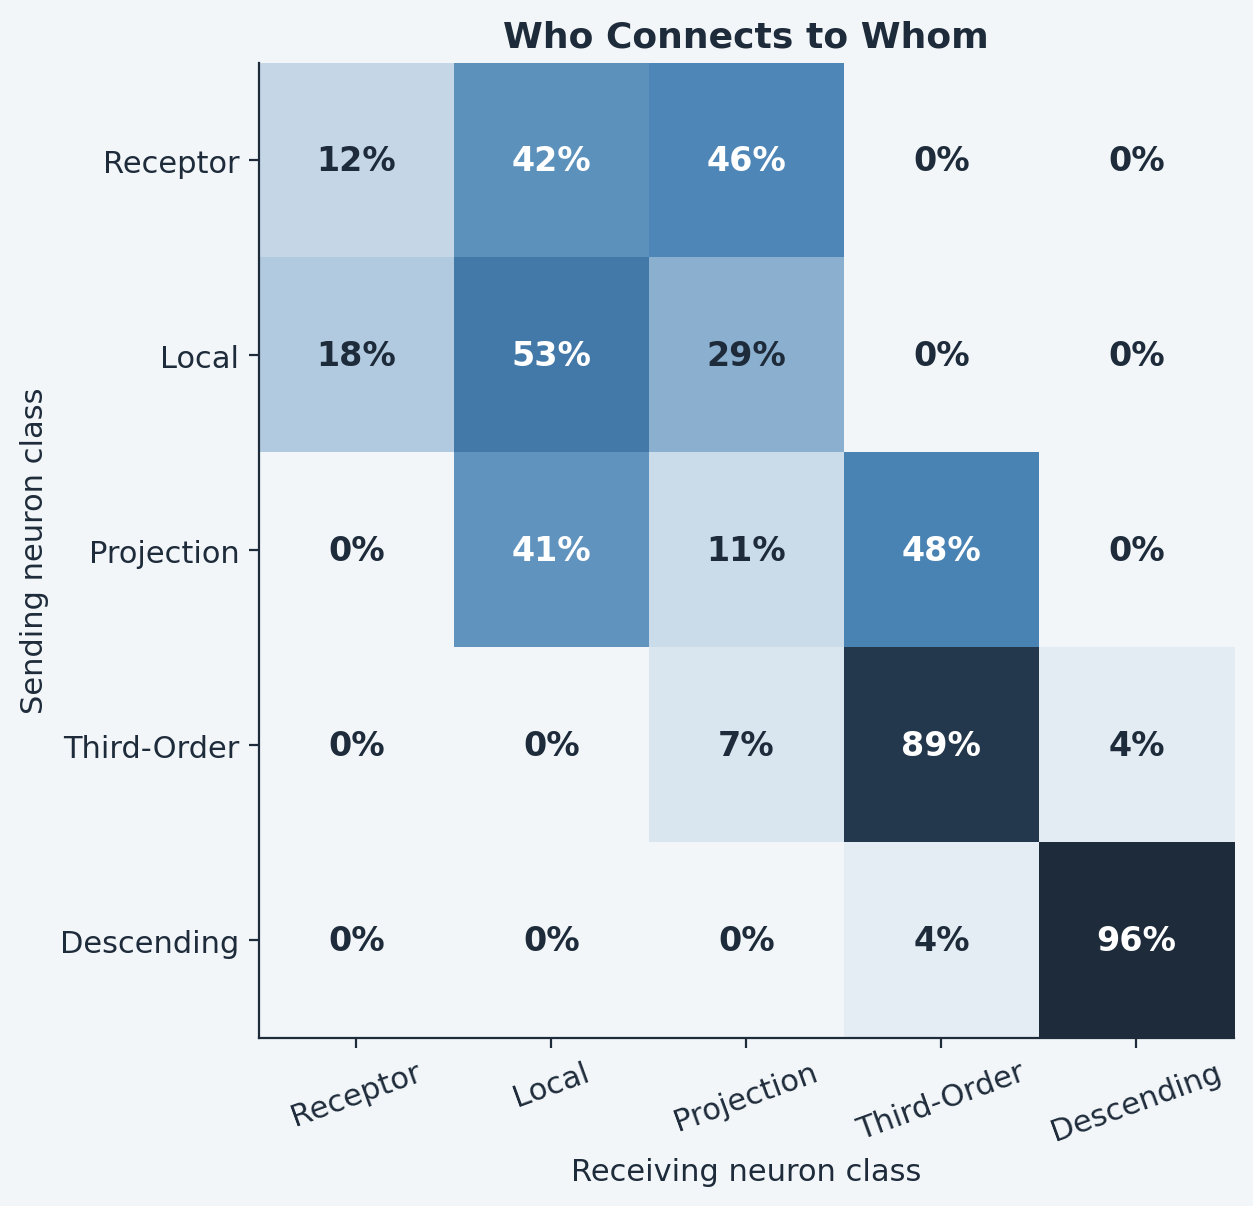 Who Connects to Whom
Sending neuron class
Receptor 12% 42% 46% 0% 0%
Local 18% 53% 29% 0% 0%
Projection 0% 41% 11% 48% 0%
Third-Order 0% 0% 7% 89% 4%
Descending 0% 0% 0% 4% 96%
Receptor Local Projection Third-Order Descending
Receiving neuron class